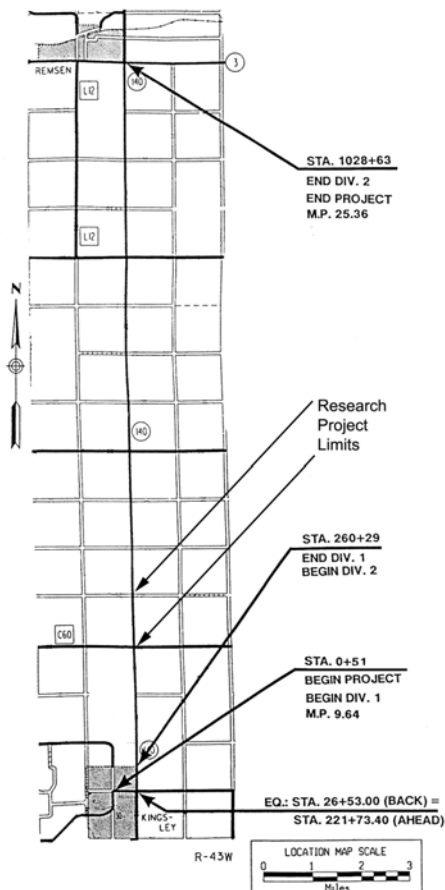 REMSEN
3
L12
140
STA. 1028+63
END DIV. 2
END PROJECT
M.P. 25.36
L12
N
Research
Project
Limits
140
STA. 260+29
END DIV. 1
BEGIN DIV. 2
C60
STA. 0+51
BEGIN PROJECT
BEGIN DIV. 1
M.P. 9.64
EQ.: STA. 26+53.00 (BACK) =
STA. 221+73.40 (AHEAD)
KINGS-
LEY
R-43W
LOCATION MAP SCALE
0 1 2 3
Miles